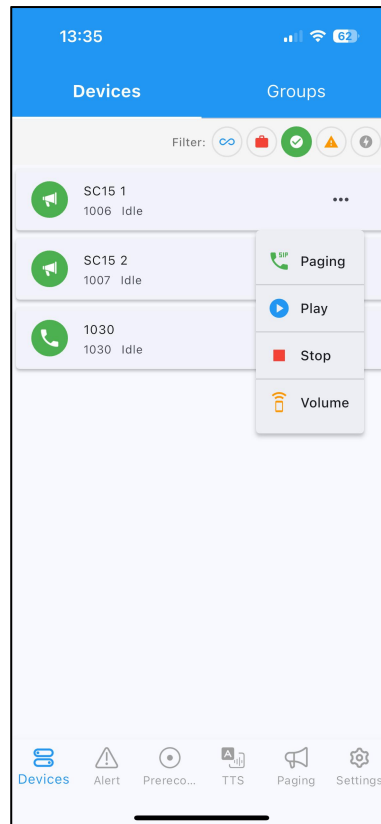 13:35
62
Devices
Groups
Filter:
SC15 1
1006 Idle
SIP
Paging
SC15 2
1007 Idle
Play
1030
1030 Idle
Stop
Volume
A
Devices
Alert
Prereco...
TTS
Paging
Settings